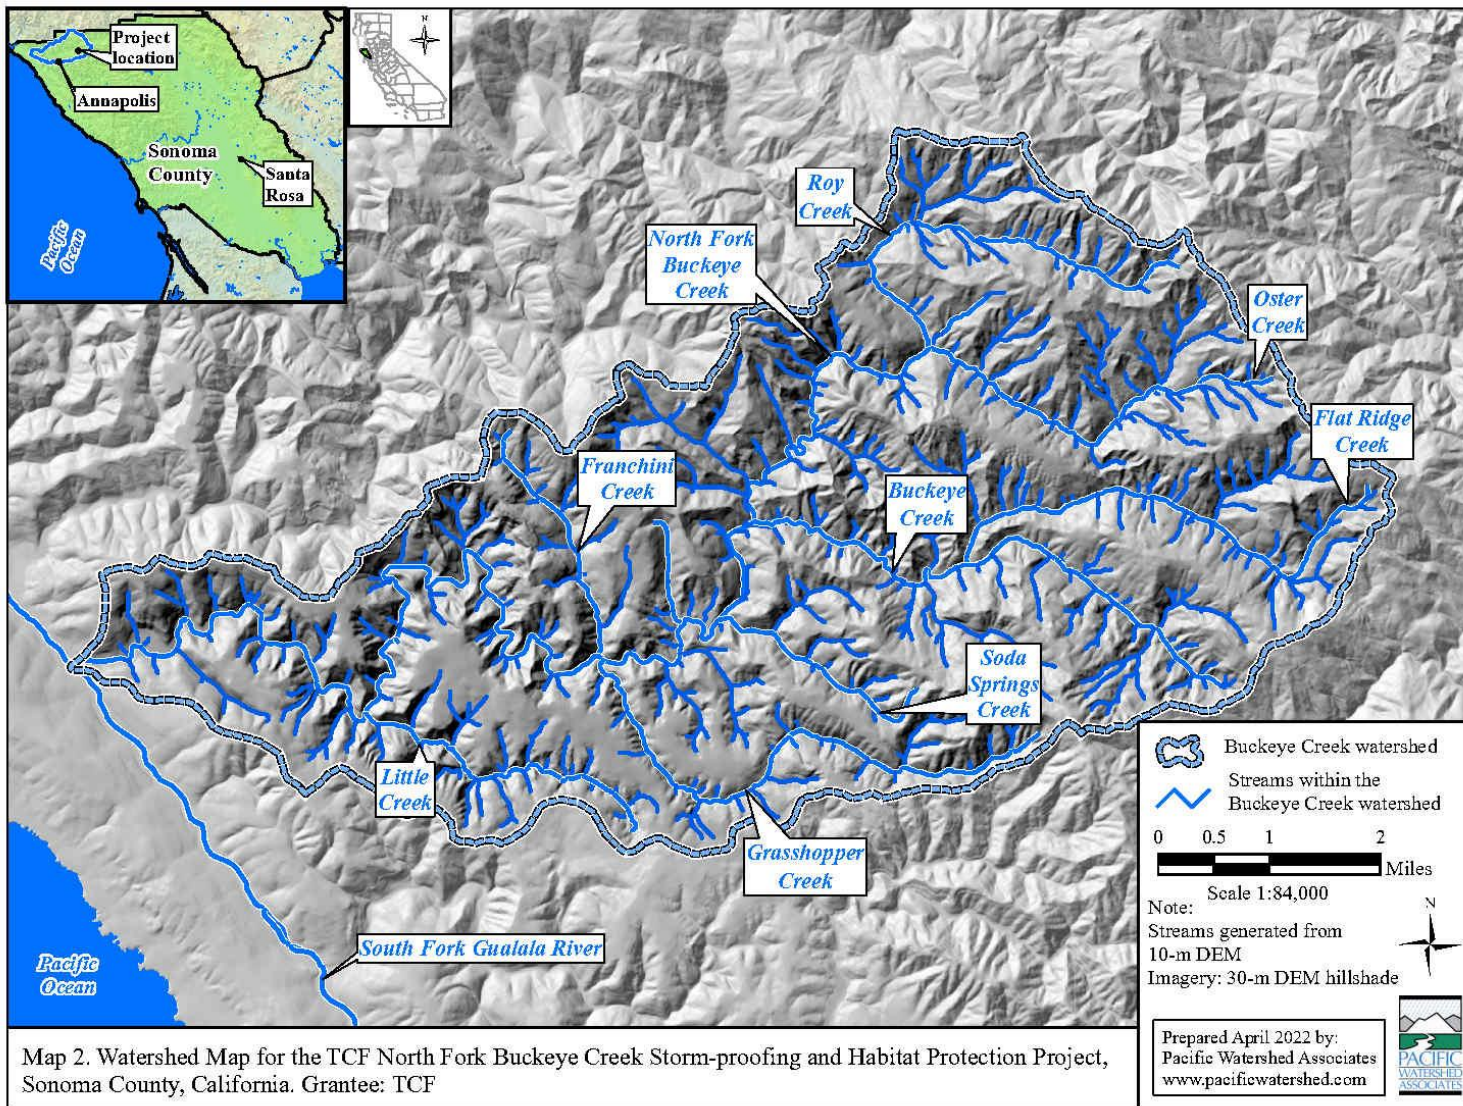 Project
location
Annapolis
Sonoma
County
Santa
Rosa
Pacific
Ocean
N
Roy
Creek
North Fork
Buckeye
Creek
Oster
Creek
Flat Ridge
Creek
Franchini
Creek
Buckeye
Creek
Soda
Springs
Creek
Little
Creek
Grasshopper
Creek
South Fork Gualala River
Pacific
Ocean
Buckeye Creek watershed
Streams within the
Buckeye Creek watershed
0 0.5 1 2
Miles
Scale 1:84,000
Note:
Streams generated from
10-m DEM
Imagery: 30-m DEM hillshade
N
Prepared April 2022 by:
Pacific Watershed Associates
www.pacificwatershed.com
PACIFIC
WATERSHED
ASSOCIATES
Map 2. Watershed Map for the TCF North Fork Buckeye Creek Storm-proofing and Habitat Protection Project,
Sonoma County, California. Grantee: TCF